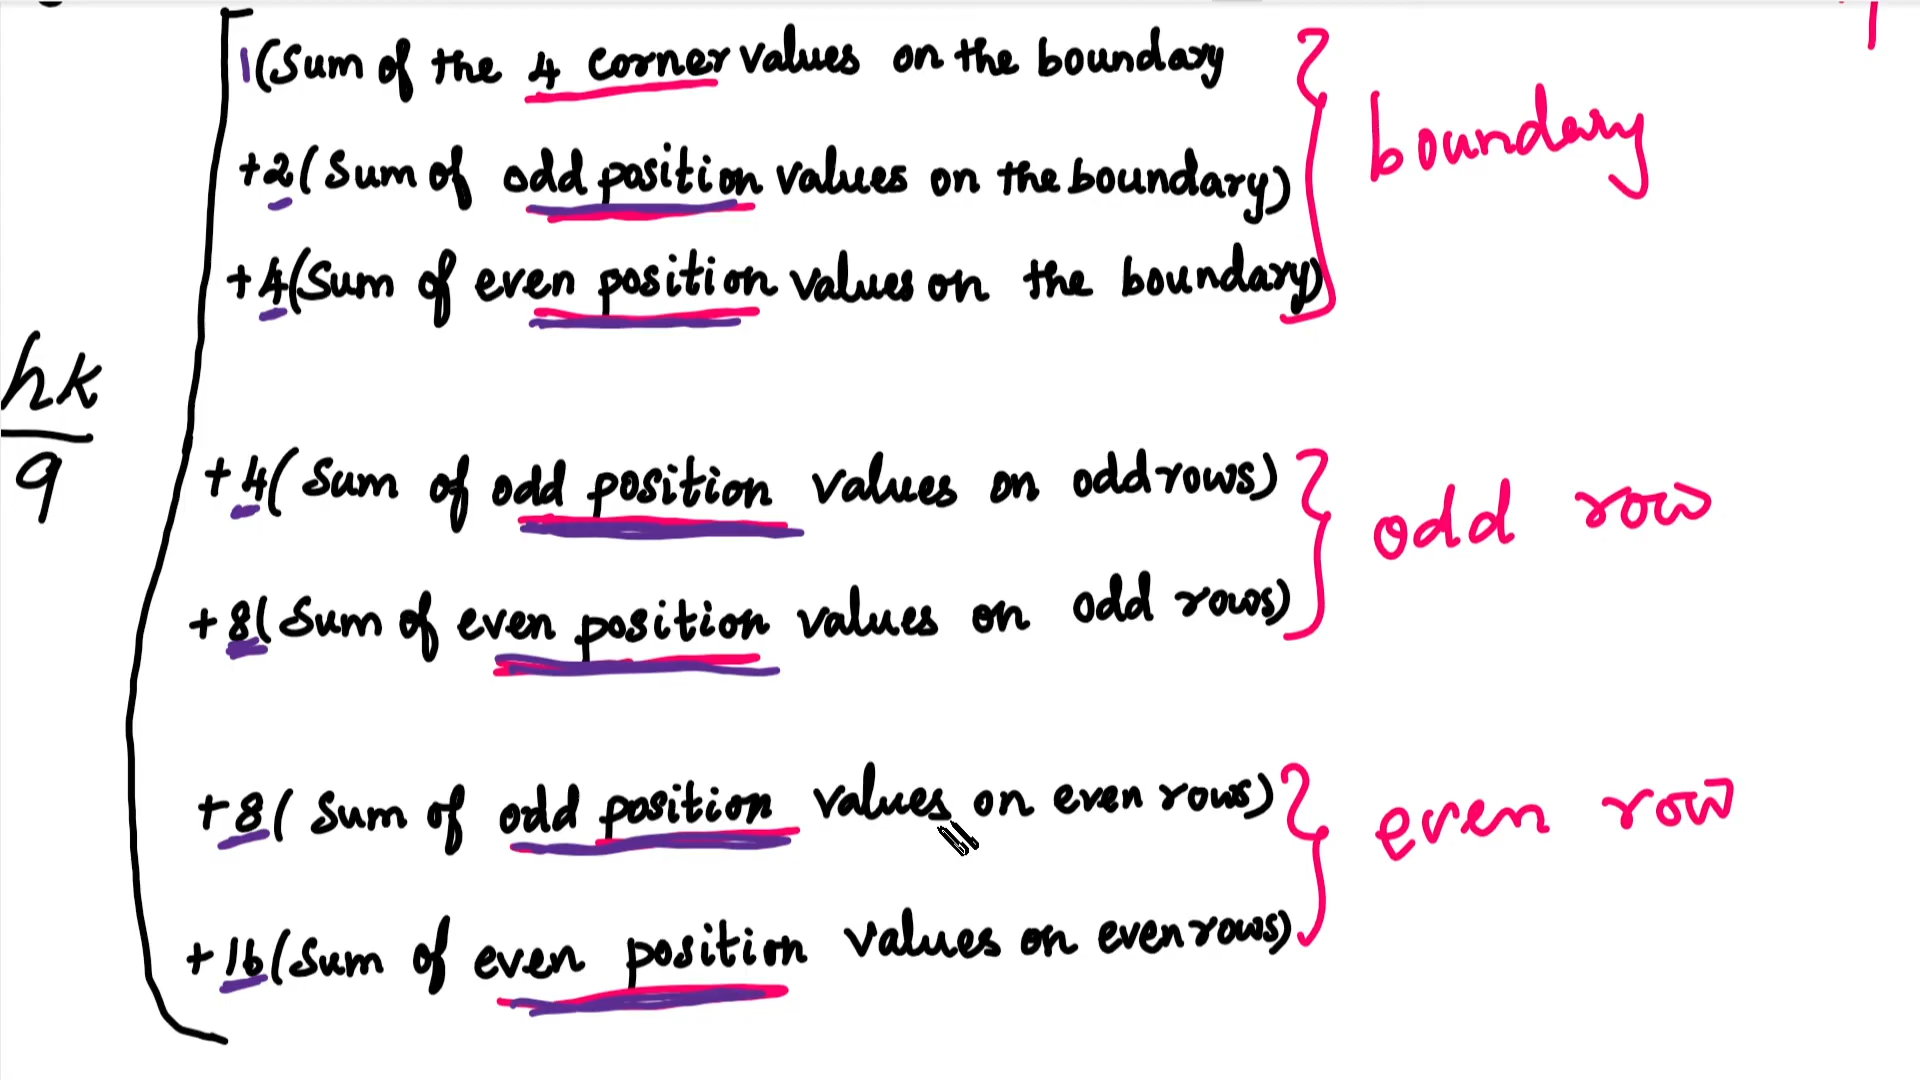 1(Sum of the 4 corner values on the boundary
+2(Sum of odd position values on the boundary)
+4(Sum of even position values on the boundary)
boundary
hk
9
+4(Sum of odd position values on odd rows)
+8(Sum of even position values on odd rows)
odd row
+8(Sum of odd position values on even rows)
+16(Sum of even position values on even rows)
even row